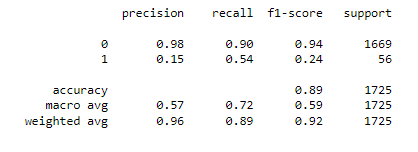 precision recall f1-score support
0 0.98 0.90 0.94 1669
1 0.15 0.54 0.24 56
accuracy 0.89 1725
macro avg 0.57 0.72 0.59 1725
weighted avg 0.96 0.89 0.92 1725